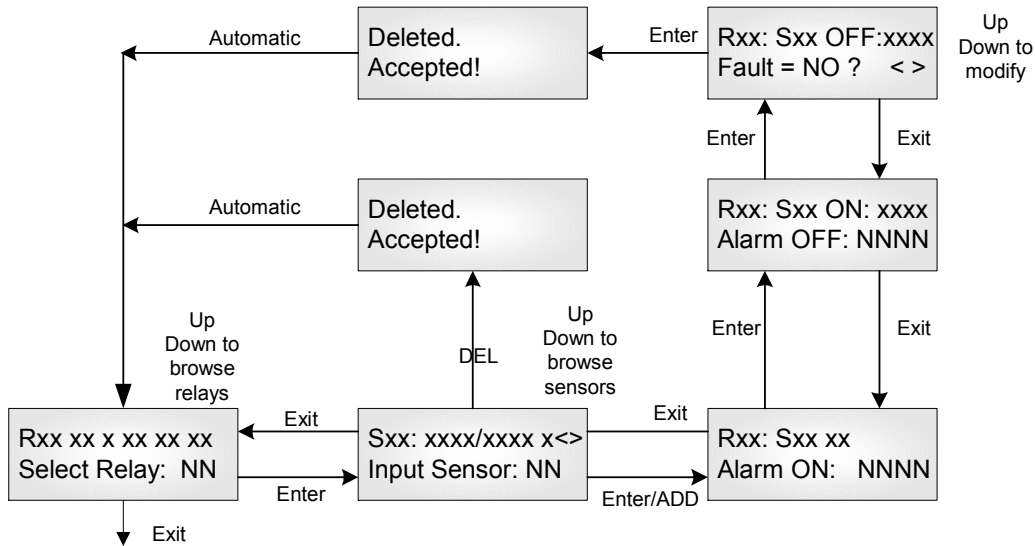 Automatic
Deleted.
Accepted!
Enter
Rxx: Sxx OFF:xxxx
Fault = NO ? < >
Up
Down to
modify
Enter
Exit
Automatic
Deleted.
Accepted!
Rxx: Sxx ON: xxxx
Alarm OFF: NNNN
Up
Down to
browse
relays
DEL
Up
Down to
browse
sensors
Enter
Exit
Rxx xx x xx xx xx
Select Relay: NN
Exit
Enter
Sxx: xxxx/xxxx x<>
Input Sensor: NN
Exit
Enter/ADD
Rxx: Sxx xx
Alarm ON: NNNN
Exit